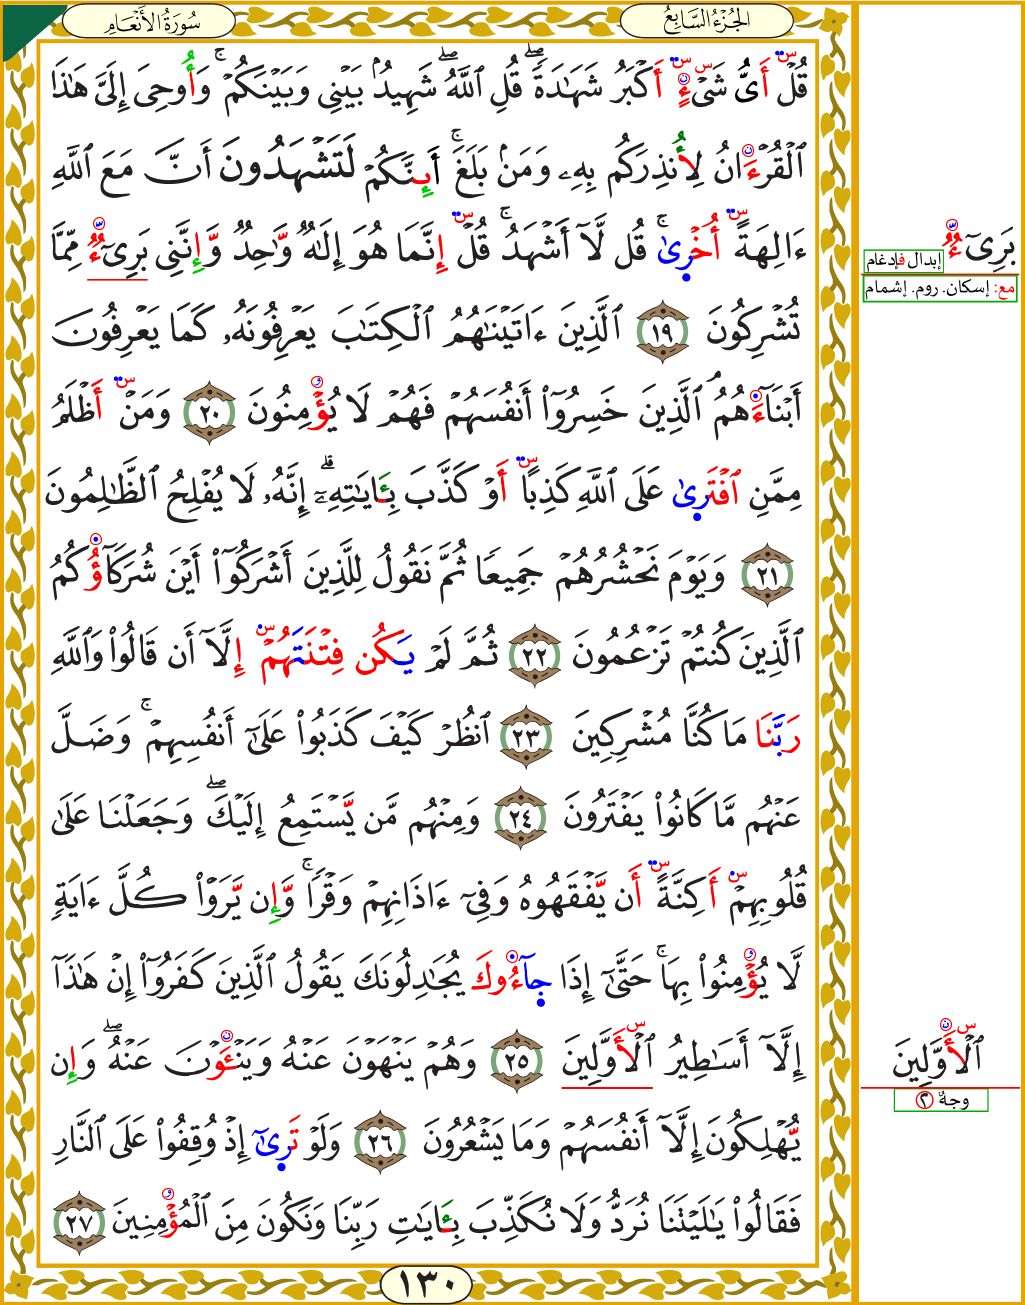 سُورَةُ الأَنْعَامِ
الجُزْءُ السَّابِعُ
قُلْ أَىُّ شَىْءٍ أَكْبَرُ شَهَٰدَةً ۖ قُلِ ٱللَّهُ ۖ شَهِيدٌۢ بَيْنِى وَبَيْنَكُمْ ۚ وَأُوحِىَ إِلَىَّ هَٰذَا
ٱلْقُرْءَانُ لِأُنذِرَكُم بِهِۦ وَمَنۢ بَلَغَ ۚ أَئِنَّكُمْ لَتَشْهَدُونَ أَنَّ مَعَ ٱللَّهِ
ءَالِهَةً أُخْرِىٰ ۚ قُل لَّآ أَشْهَدُ ۚ قُلْ إِنَّمَا هُوَ إِلَٰهٌ وَٰحِدٌ وَإِنَّنِى بَرِىٓءٌ مِّمَّا
تُشْرِكُونَ ١٩ ٱلَّذِينَ ءَاتَيْنَٰهُمُ ٱلْكِتَٰبَ يَعْرِفُونَهُۥ كَمَا يَعْرِفُونَ
أَبْنَآءَهُمُ ۘ ٱلَّذِينَ خَسِرُوٓا۟ أَنفُسَهُمْ فَهُمْ لَا يُؤْمِنُونَ ٢٠ وَمَنْ أَظْلَمُ
مِمَّنِ ٱفْتَرِىٰ عَلَى ٱللَّهِ كَذِبًا أَوْ كَذَّبَ بِـَٔايَٰتِهِۦٓ ۗ إِنَّهُۥ لَا يُفْلِحُ ٱلظَّٰلِمُونَ
٢١ وَيَوْمَ نَحْشُرُهُمْ جَمِيعًا ثُمَّ نَقُولُ لِلَّذِينَ أَشْرَكُوٓا۟ أَيْنَ شُرَكَآؤُكُمُ
ٱلَّذِينَ كُنتُمْ تَزْعُمُونَ ٢٢ ثُمَّ لَمْ يَكُن فِتْنَتَهُمْ إِلَّآ أَن قَالُوا۟ وَٱللَّهِ
رَبَّنَا مَا كُنَّا مُشْرِكِينَ ٢٣ ٱنظُرْ كَيْفَ كَذَبُوا۟ عَلَىٰٓ أَنفُسِهِمْ ۚ وَضَلَّ
عَنْهُم مَّا كَانُوا۟ يَفْتَرُونَ ٢٤ وَمِنْهُم مَّن يَسْتَمِعُ إِلَيْكَ ۖ وَجَعَلْنَا عَلَىٰ
قُلُوبِهِمْ أَكِنَّةً أَن يَفْقَهُوهُ وَفِىٓ ءَاذَانِهِمْ وَقْرًا ۚ وَإِن يَرَوْا۟ كُلَّ ءَايَةٍ
لَّا يُؤْمِنُوا۟ بِهَا ۚ حَتَّىٰٓ إِذَا جِآءُوكَ يُجَٰدِلُونَكَ يَقُولُ ٱلَّذِينَ كَفَرُوٓا۟ إِنْ هَٰذَآ
إِلَّآ أَسَٰطِيرُ ٱلْأَوَّلِينَ ٢٥ وَهُمْ يَنْهَوْنَ عَنْهُ وَيَنْـَٔوْنَ عَنْهُ ۖ وَإِن
يُهْلِكُونَ إِلَّآ أَنفُسَهُمْ وَمَا يَشْعُرُونَ ٢٦ وَلَوْ تَرِىٰٓ إِذْ وُقِفُوا۟ عَلَى ٱلنَّارِ
فَقَالُوا۟ يَٰلَيْتَنَا نُرَدُّ وَلَا نُكَذِّبَ بِـَٔايَٰتِ رَبِّنَا وَنَكُونَ مِنَ ٱلْمُؤْمِنِينَ ٢٧
١٣٠
بَرِىٓءٌ
إبدال فإدغام
مع: إسكان. روم. إشمام
ٱلْأَوَّلِينَ
وجهٌ ٢